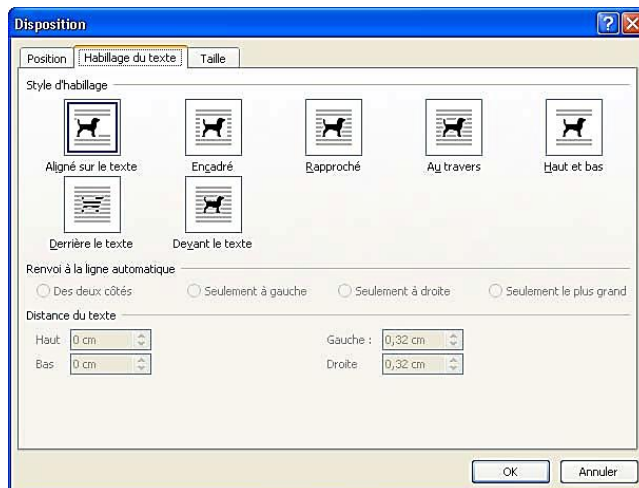 Disposition
Position Habillage du texte Taille
Style d'habillage
Aligné sur le texte Encadré Rapproché Au travers Haut et bas
Derrière le texte Devant le texte
Renvoi à la ligne automatique
Des deux côtés Seulement à gauche Seulement à droite Seulement le plus grand
Distance du texte
Haut 0 cm Gauche : 0,32 cm
Bas 0 cm Droite 0,32 cm
OK Annuler